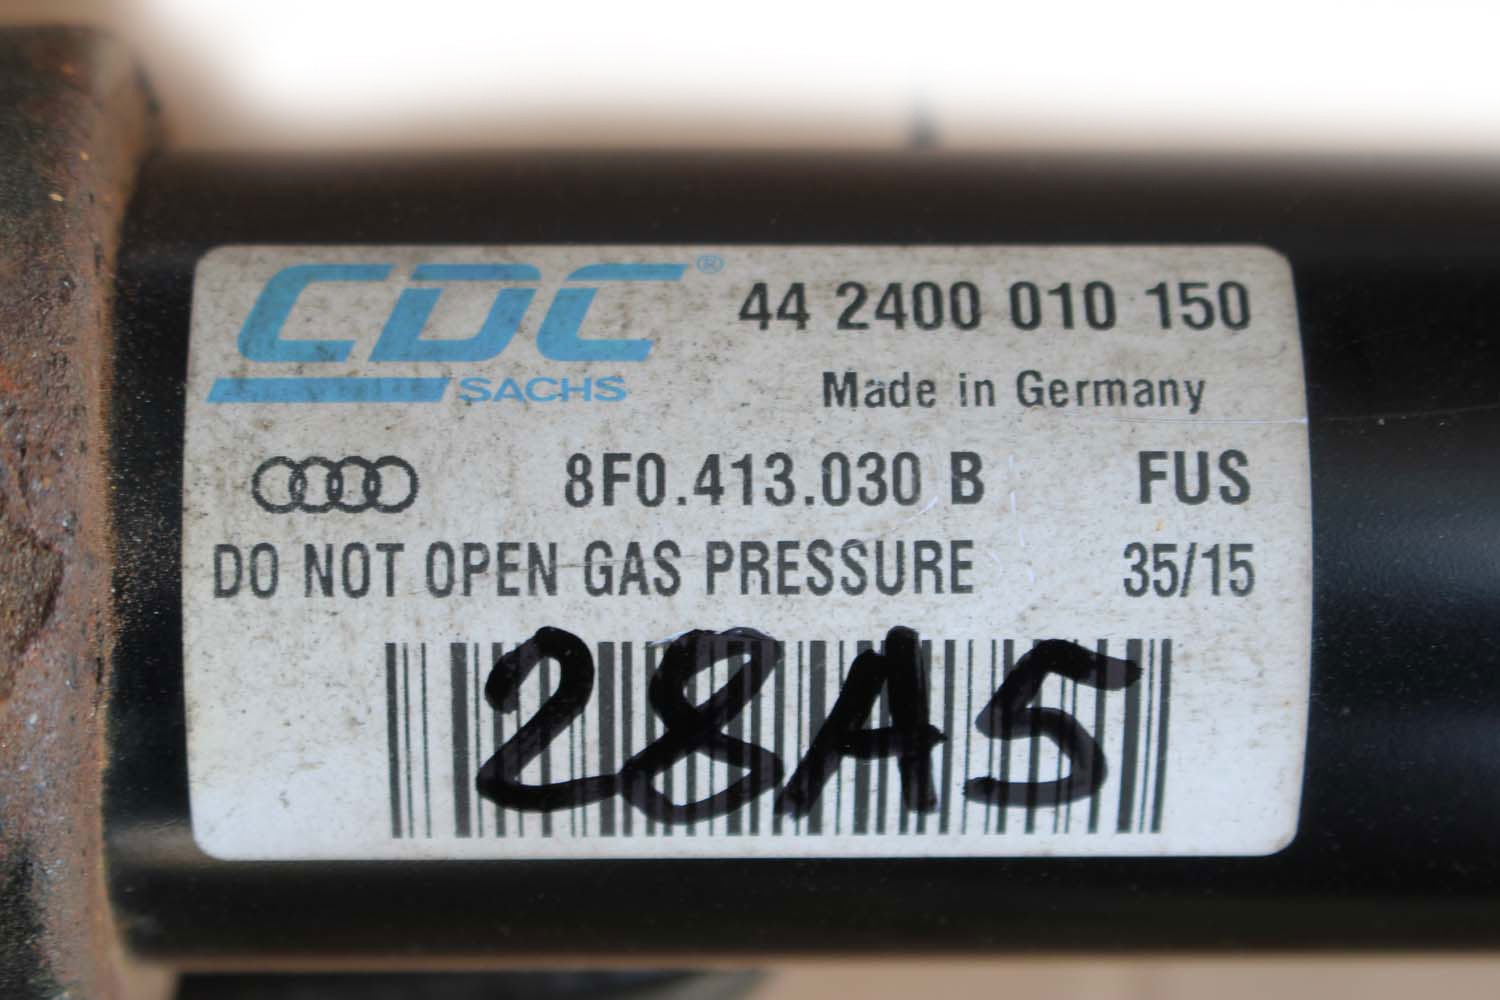 CDC® 44 2400 010 150
SACHS Made in Germany
8F0.413.030 B FUS
DO NOT OPEN GAS PRESSURE 35/15
28A5